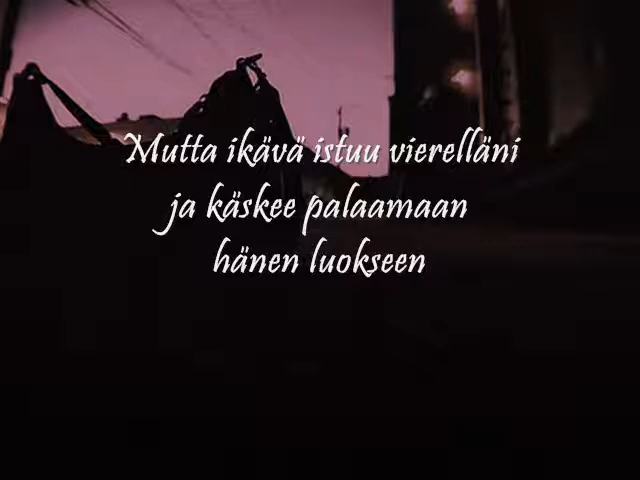 Mutta ikävä istuu vierelläni
ja käskee palaamaan
hänen luokseen